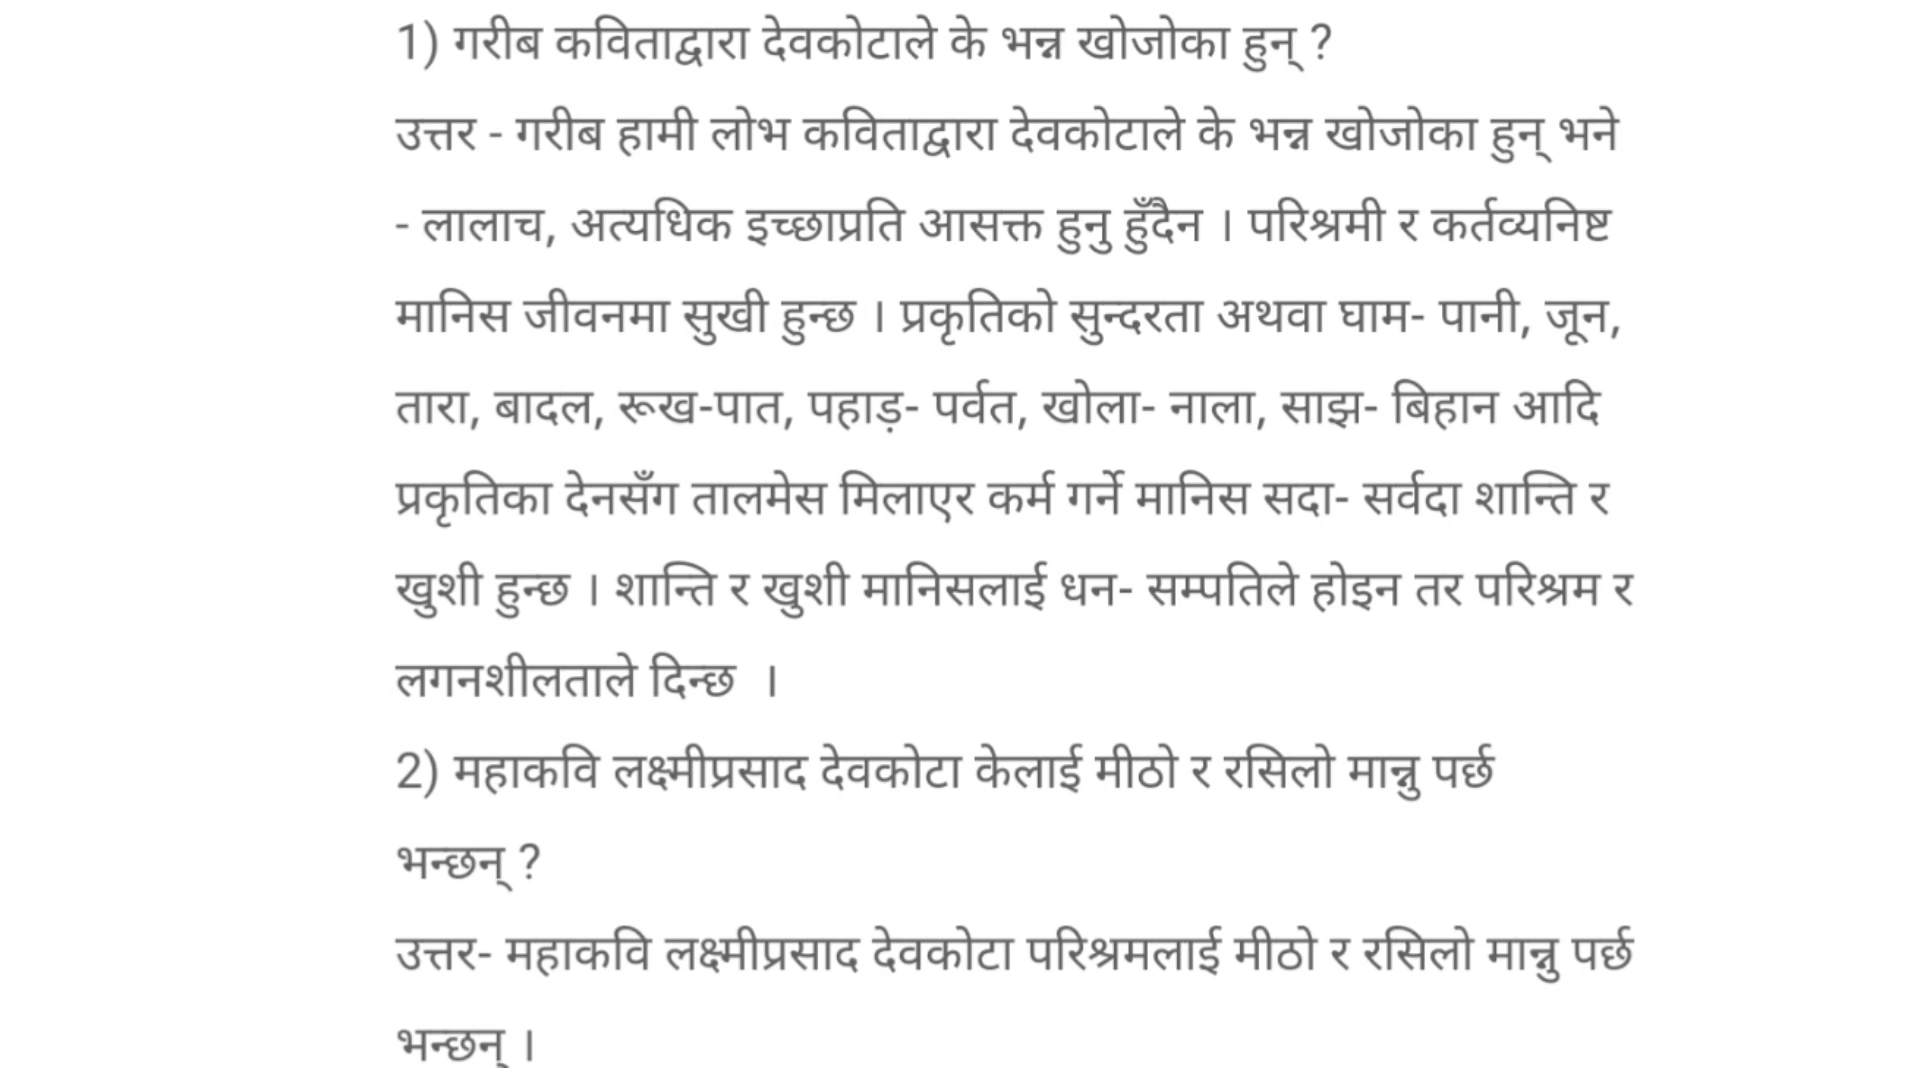 1) गरीब कविताद्वारा देवकोटाले के भन्न खोजोका हुन् ?
उत्तर - गरीब हामी लोभ कविताद्वारा देवकोटाले के भन्न खोजोका हुन् भने
- लालाच, अत्यधिक इच्छाप्रति आसक्त हुनु हुँदैन । परिश्रमी र कर्तव्यनिष्ट
मानिस जीवनमा सुखी हुन्छ । प्रकृतिको सुन्दरता अथवा घाम- पानी, जून,
तारा, बादल, रूख-पात, पहाड़- पर्वत, खोला- नाला, साझ- बिहान आदि
प्रकृतिका देनसँग तालमेस मिलाएर कर्म गर्ने मानिस सदा- सर्वदा शान्ति र
खुशी हुन्छ । शान्ति र खुशी मानिसलाई धन- सम्पतिले होइन तर परिश्रम र
लगनशीलताले दिन्छ ।
2) महाकवि लक्ष्मीप्रसाद देवकोटा केलाई मीठो र रसिलो मान्नु पर्छ
भन्छन् ?
उत्तर- महाकवि लक्ष्मीप्रसाद देवकोटा परिश्रमलाई मीठो र रसिलो मान्नु पर्छ
भन्छन् ।